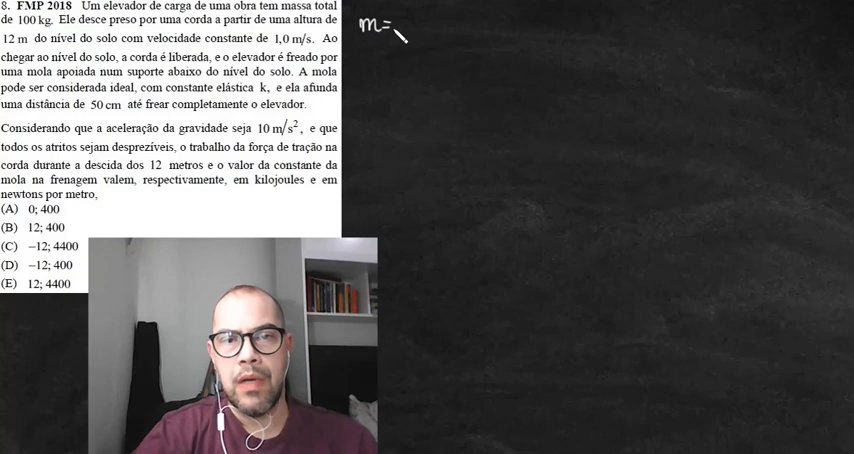 8. FMP 2018 Um elevador de carga de uma obra tem massa total
de 100 kg. Ele desce preso por uma corda a partir de uma altura de
12 m do nível do solo com velocidade constante de 1,0 m/s. Ao
chegar ao nível do solo, a corda é liberada, e o elevador é freado por
uma mola apoiada num suporte abaixo do nível do solo. A mola
pode ser considerada ideal, com constante elástica k, e ela afunda
uma distância de 50 cm até frear completamente o elevador.
Considerando que a aceleração da gravidade seja 10 m/s², e que
todos os atritos sejam desprezíveis, o trabalho da força de tração na
corda durante a descida dos 12 metros e o valor da constante da
mola na frenagem valem, respectivamente, em kilojoules e em
newtons por metro,
(A) 0; 400
(B) 12; 400
(C) −12; 4400
(D) −12; 400
(E) 12; 4400
m=